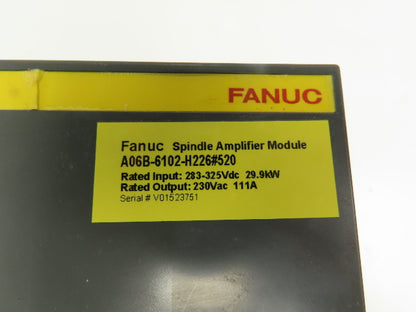 FANUC
Fanuc Spindle Amplifier Module
A06B-6102-H226#520
Rated Input: 283-325Vdc 29.9kW
Rated Output: 230Vac 111A
Serial # V01523751